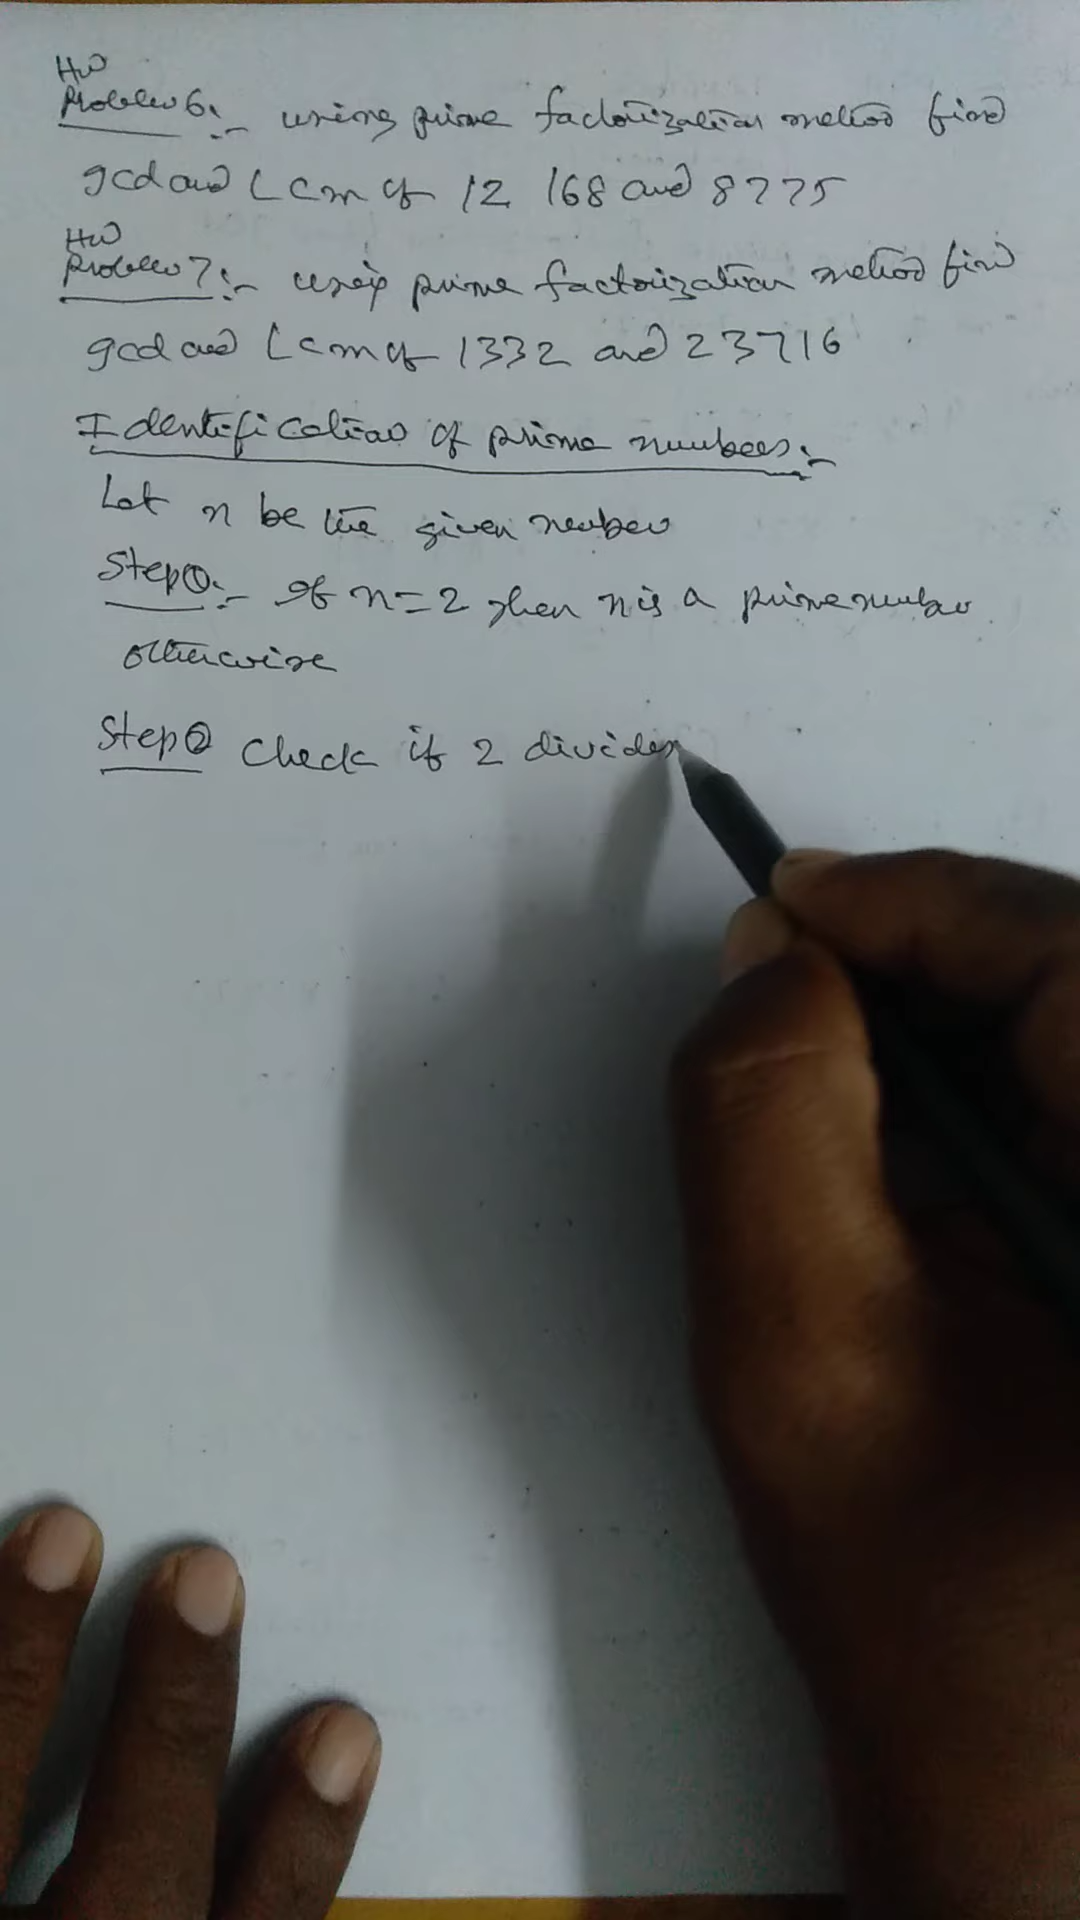 HW
Problem 6:- using prime factorization method find
gcd and Lcm of 12 168 and 8775
HW
Problem 7:- using prime factorization method find
gcd and Lcm of 1332 and 23716
Identification of prime numbers:-
Let n be the given number
Step①:- If n=2 then n is a prime number
otherwise
Step② Check if 2 divides